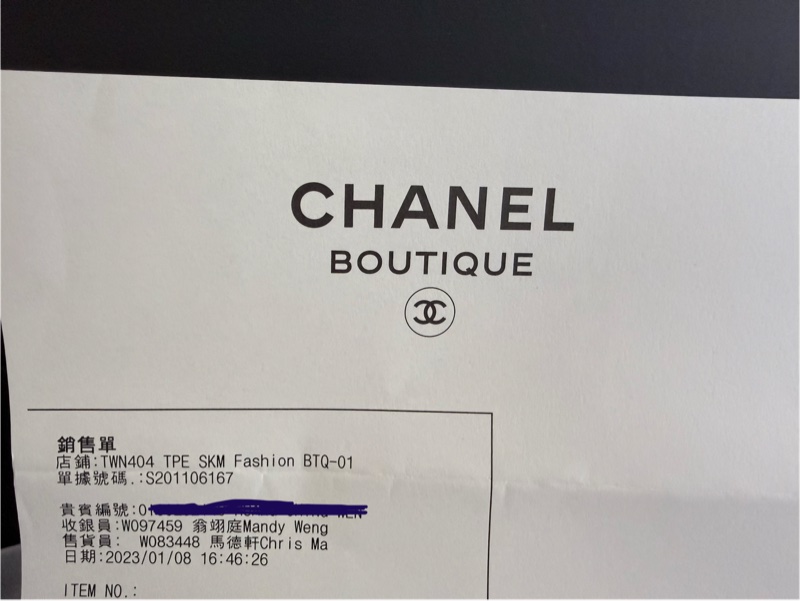 CHANEL
BOUTIQUE
銷售單
店鋪:TWN404 TPE SKM Fashion BTQ-01
單據號碼.:S201106167
貴賓編號:0
收銀員:W097459 翁翊庭Mandy Weng
售貨員: W083448 馬德軒Chris Ma
日期:2023/01/08 16:46:26
ITEM NO.: